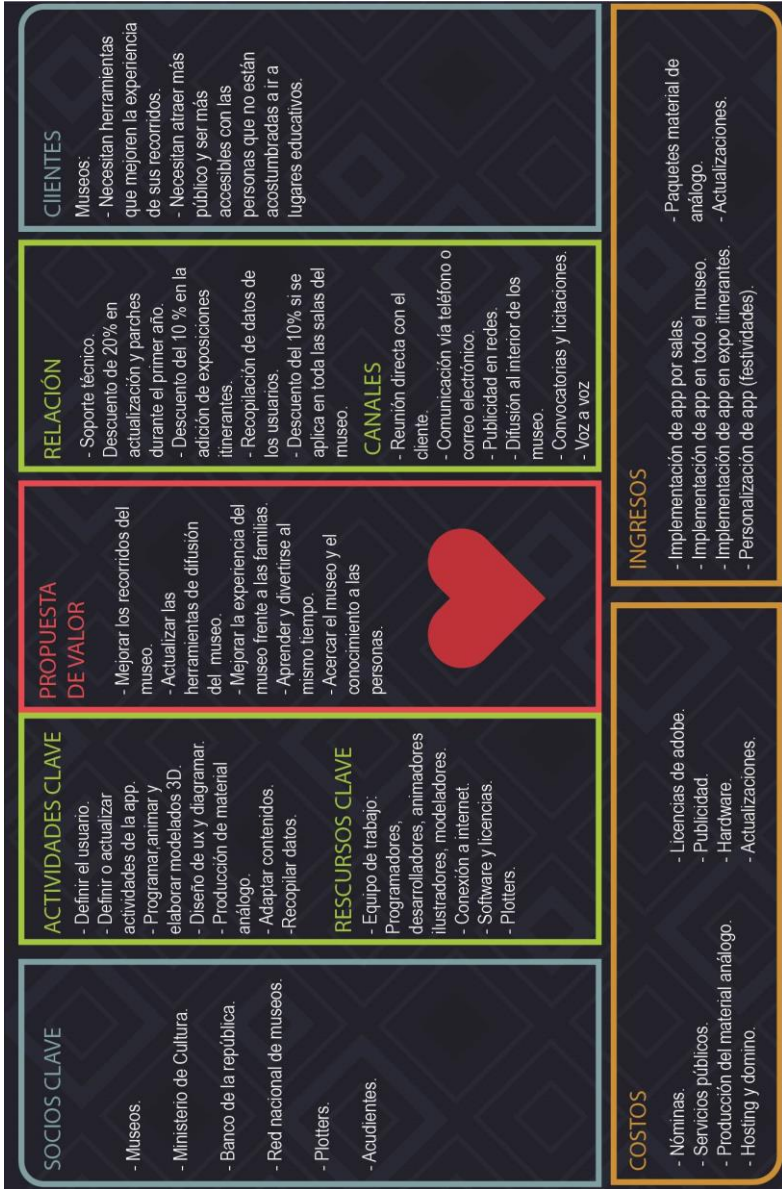 SOCIOS CLAVE
- Museos.
- Ministerio de Cultura.
- Banco de la república.
- Red nacional de museos.
- Plotters.
- Acudientes.
ACTIVIDADES CLAVE
- Definir el usuario.
- Definir o actualizar
actividades de la app.
- Programar,animar y
elaborar modelados 3D.
- Diseño de ux y diagramar.
- Producción de material
análogo.
- Adaptar contenidos.
-Recopilar datos.
RESCURSOS CLAVE
- Equipo de trabajo:
Programadores,
desarrolladores, animadores
ilustradores, modeladores.
- Conexión a internet.
- Software y licencias.
- Plotters.
PROPUESTA
DE VALOR
- Mejorar los recorridos del
museo.
- Actualizar las
herramientas de difusión
del museo.
- Mejorar la experiencia del
museo frente a las familias.
- Aprender y divertirse al
mismo tiempo.
- Acercar el museo y el
conocimiento a las
personas.
RELACIÓN
- Soporte técnico.
- Descuento de 20% en
actualización y parches
durante el primer año.
- Descuento del 10 % en la
adición de exposiciones
itinerantes.
- Recopilación de datos de
los usuarios.
- Descuento del 10% si se
aplica en toda las salas del
museo.
CANALES
- Reunión directa con el
cliente.
- Comunicación vía teléfono o
correo electrónico.
- Publicidad en redes.
- Difusión al interior de los
museo.
- Convocatorias y licitaciones.
- Voz a voz
ClIENTES
Museos:
- Necesitan herramientas
que mejoren la experiencia
de sus recorridos.
- Necesitan atraer más
público y ser más
accesibles con las
personas que no están
acostumbradas a ir a
lugares educativos.
COSTOS
- Nóminas.
- Servicios públicos.
- Producción del material análogo.
- Hosting y domino.
- Licencias de adobe.
- Publicidad.
- Hardware.
- Actualizaciones.
INGRESOS
- Implementación de app por salas.
- Implementación de app en todo el museo.
- Implementación de app en expo itinerantes.
- Personalización de app (festividades).
- Paquetes material de
análogo.
- Actualizaciones.